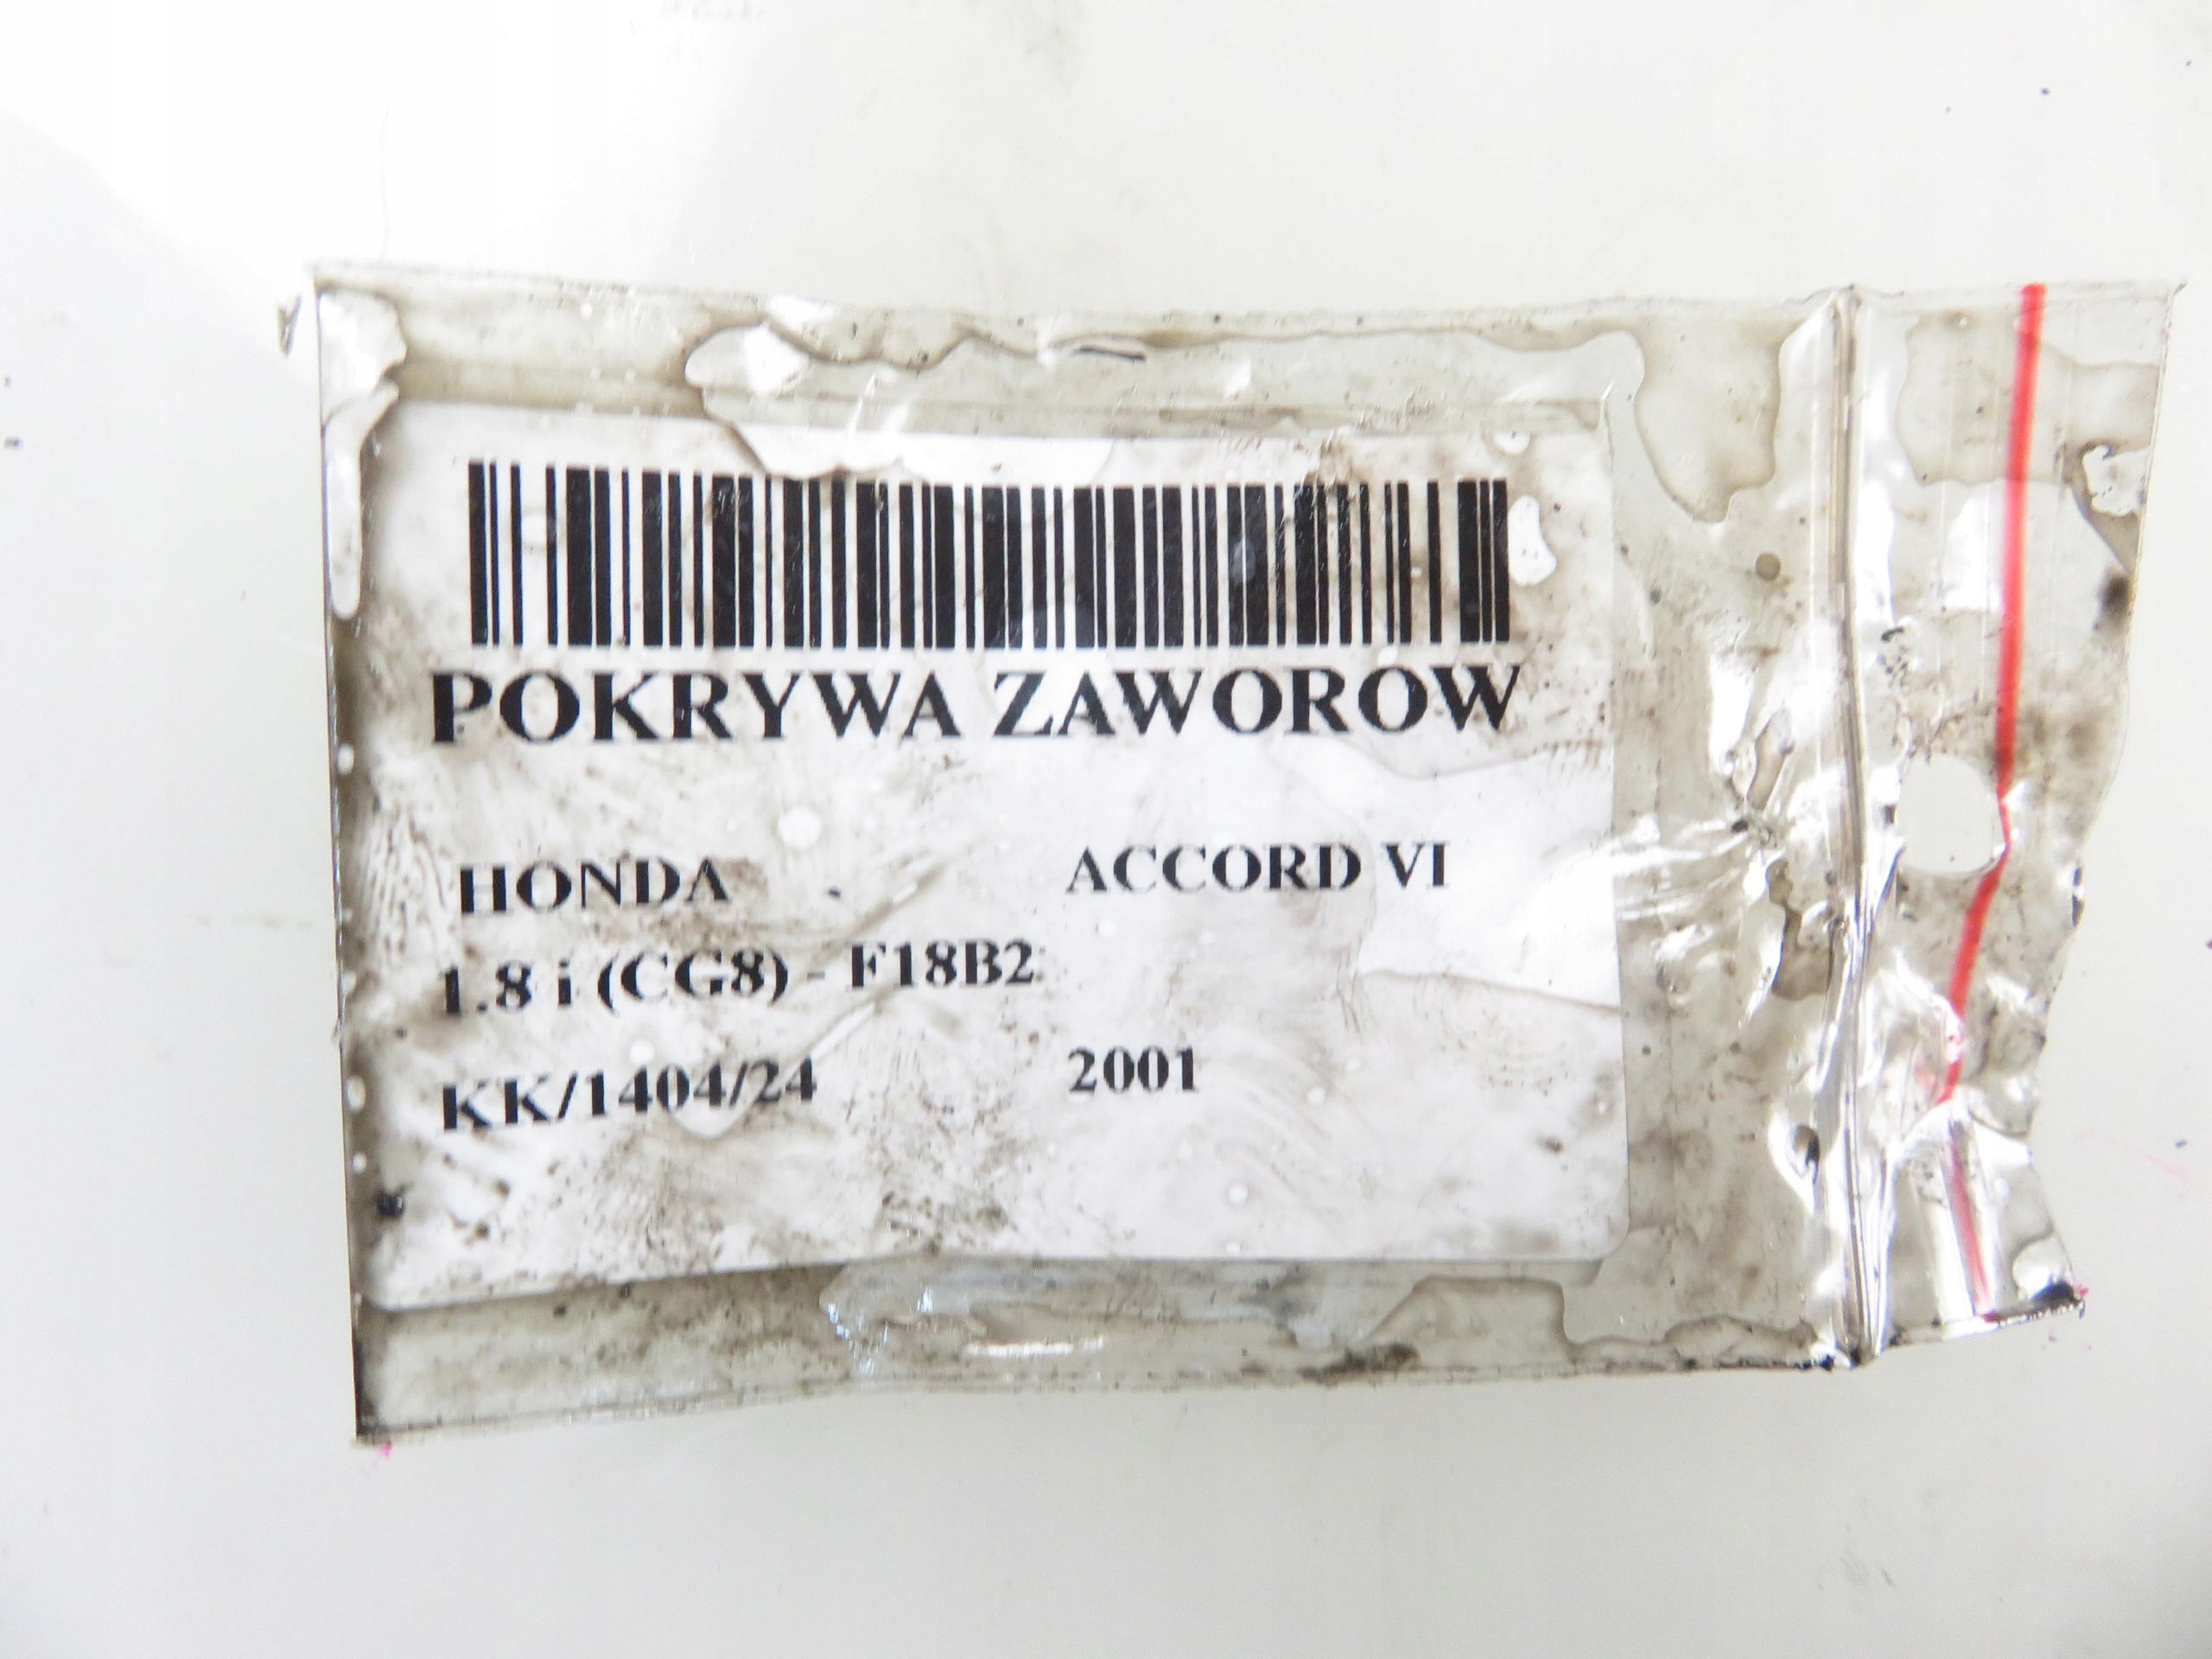 POKRYWA ZAWOROW
HONDA ACCORD VI
1.8 i (CG8) - F18B2
KK/1404/24 2001